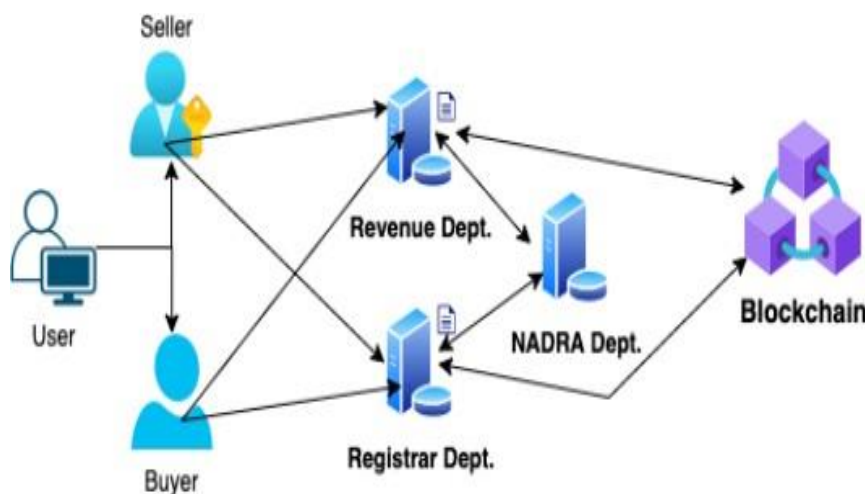 Seller
Revenue Dept.
User
NADRA Dept.
Blockchain
Buyer
Registrar Dept.